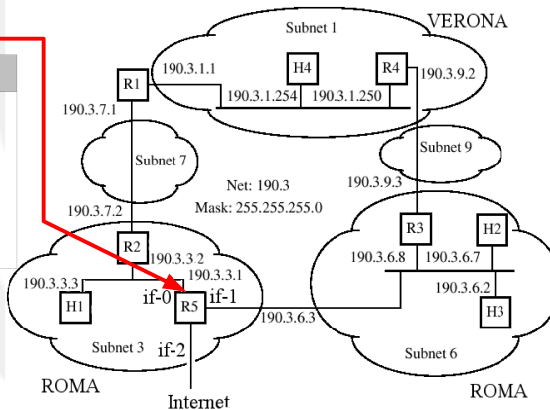 VERONA
Subnet 1
R1
190.3.1.1
H4
R4
190.3.9.2
190.3.1.254
190.3.1.250
190.3.7.1
Subnet 7
Subnet 9
Net: 190.3
Mask: 255.255.255.0
190.3.9.3
190.3.7.2
R2
R3
H2
190.3.3.2
190.3.6.8
190.3.6.7
190.3.3.3
190.3.3.1
190.3.6.2
H1
if-0
R5
if-1
H3
190.3.6.3
Subnet 3
if-2
Subnet 6
ROMA
Internet
ROMA